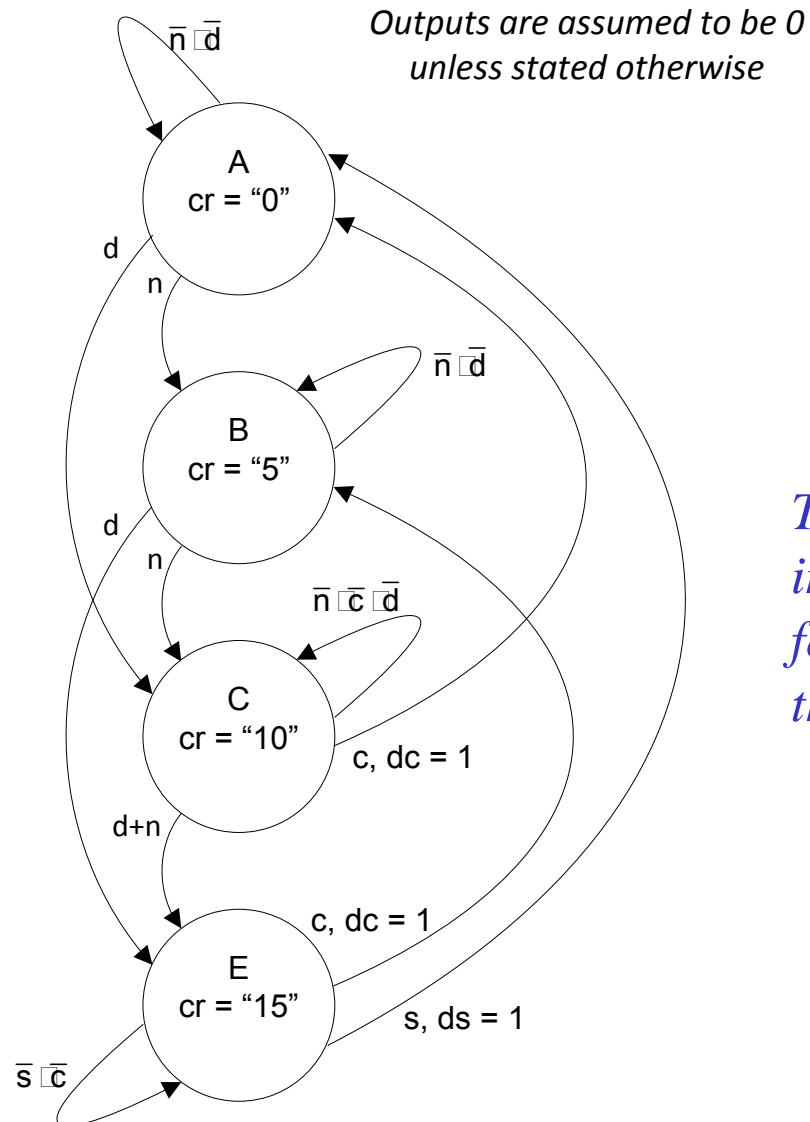 Outputs are assumed to be 0
unless stated otherwise
n̅ · d̅
A
cr = “0”
d
n
n̅ · d̅
B
cr = “5”
d
n
n̅ · c̅ · d̅
C
cr = “10”
c, dc = 1
d+n
c, dc = 1
E
cr = “15”
s, ds = 1
s̅ · c̅